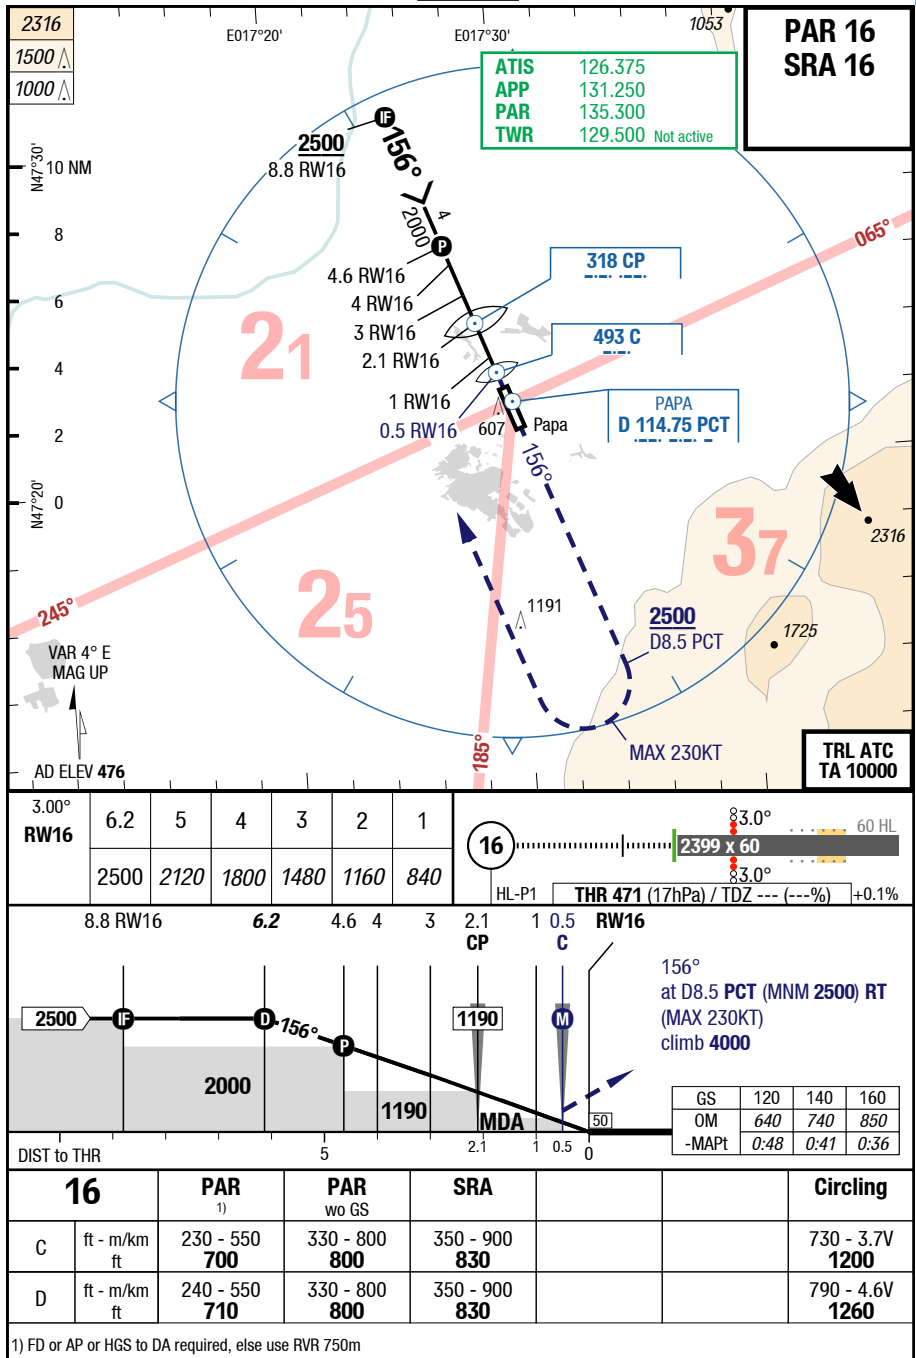 2316
1500
1000
E017°20'
E017°30'
1053
PAR 16
SRA 16
ATIS 126.375
APP 131.250
PAR 135.300
TWR 129.500 Not active
IF
2500
8.8 RW16
156°
N47°30'
10 NM
8
6
4
2
0
N47°20'
4
2000
P
065°
4.6 RW16
4 RW16
3 RW16
2.1 RW16
1 RW16
0.5 RW16
318 CP
493 C
PAPA
D 114.75 PCT
21
607
Papa
156°
37
2316
245°
25
1191
2500
D8.5 PCT
1725
VAR 4° E
MAG UP
185°
MAX 230KT
AD ELEV 476
TRL ATC
TA 10000
3.00°
RW16
6.2 5 4 3 2 1
2500 2120 1800 1480 1160 840
16
3.0°
60 HL
2399 x 60
3.0°
HL-P1
THR 471 (17hPa) / TDZ --- (---%)
+0.1%
8.8 RW16 6.2 4.6 4 3 2.1 1 0.5 RW16
CP C
156°
at D8.5 PCT (MNM 2500) RT
(MAX 230KT)
climb 4000
2500 IF D 156° P 1190 M
2000
1190
MDA
50
DIST to THR 5 2.1 1 0.5 0
GS 120 140 160
OM 640 740 850
-MAPt 0:48 0:41 0:36
16 PAR 1) PAR wo GS SRA Circling
C ft - m/km 230 - 550 330 - 800 350 - 900 730 - 3.7V
ft 700 800 830 1200
D ft - m/km 240 - 550 330 - 800 350 - 900 790 - 4.6V
ft 710 800 830 1260
1) FD or AP or HGS to DA required, else use RVR 750m